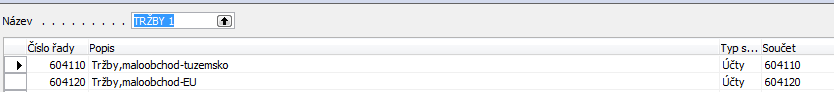 Název . . . . . . . . . TRŽBY 1
Číslo řady Popis Typ s... Součet
604110 Tržby,maloobchod-tuzemsko Účty 604110
604120 Tržby,maloobchod-EU Účty 604120